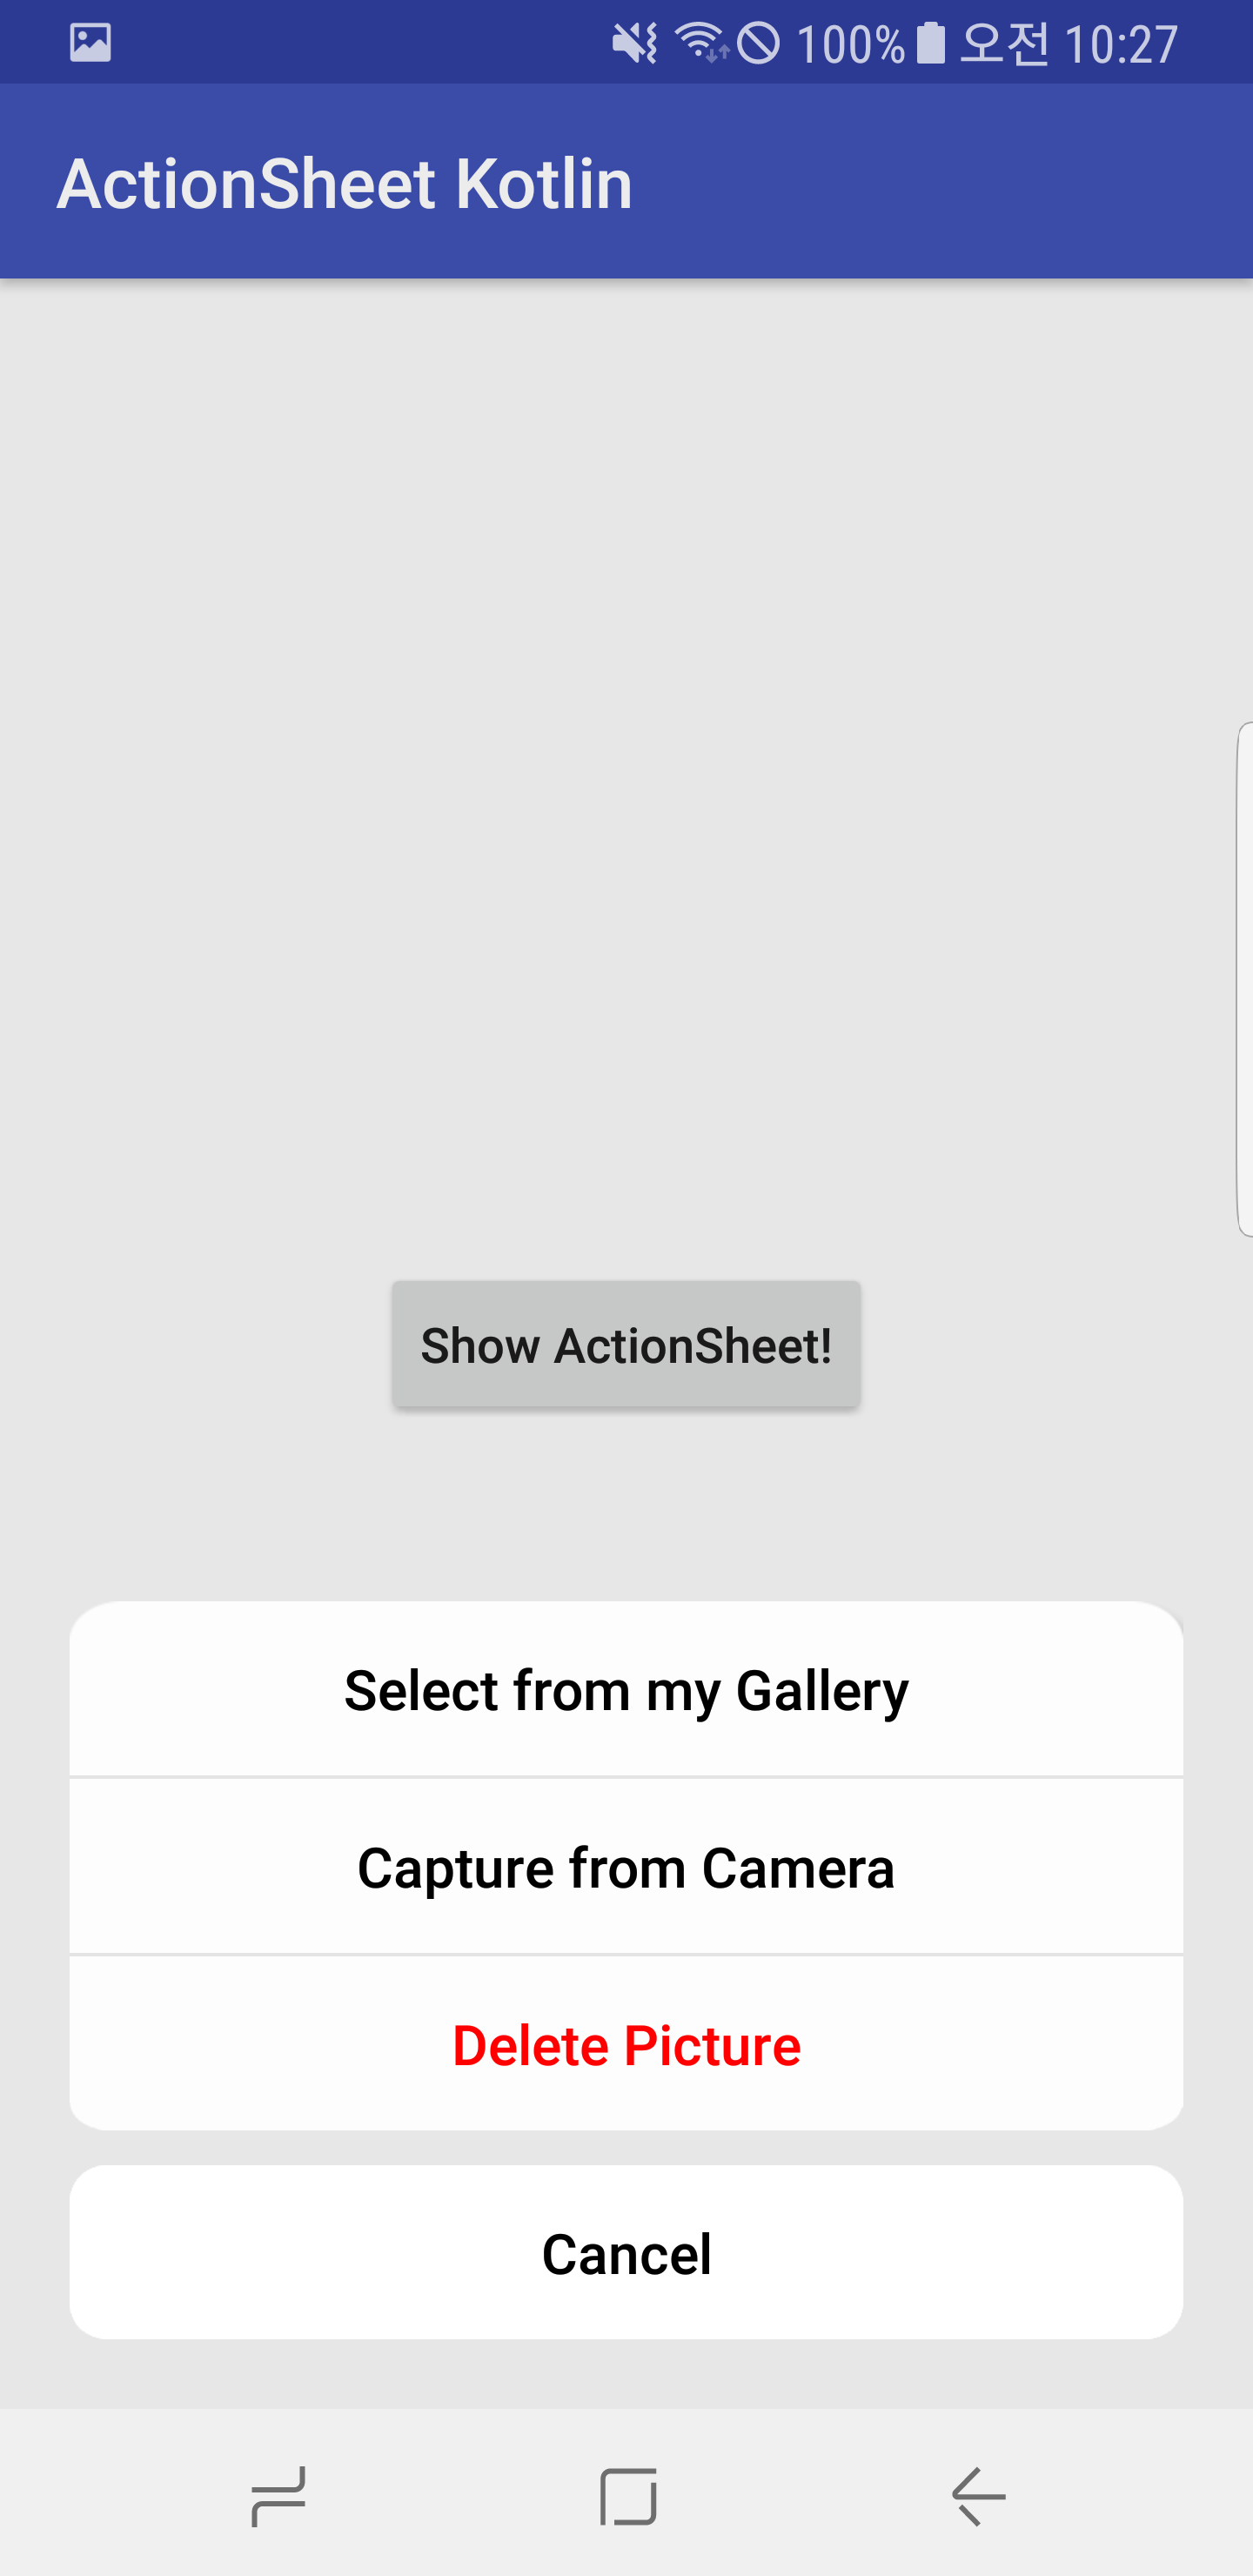 100% 오전 10:27
ActionSheet Kotlin
Show ActionSheet!
Select from my Gallery
Capture from Camera
Delete Picture
Cancel